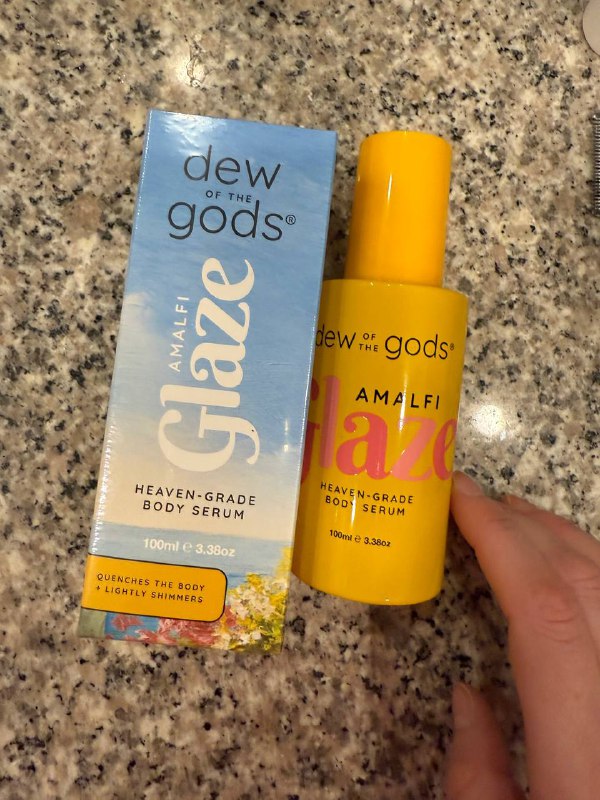 dew
OF THE
gods®
AMALFI
Glaze
HEAVEN-GRADE
BODY SERUM
100ml ℮ 3.38oz
QUENCHES THE BODY
+ LIGHTLY SHIMMERS
dew OF THE gods®
AMALFI
Glaze
HEAVEN-GRADE
BODY SERUM
100ml ℮ 3.38oz